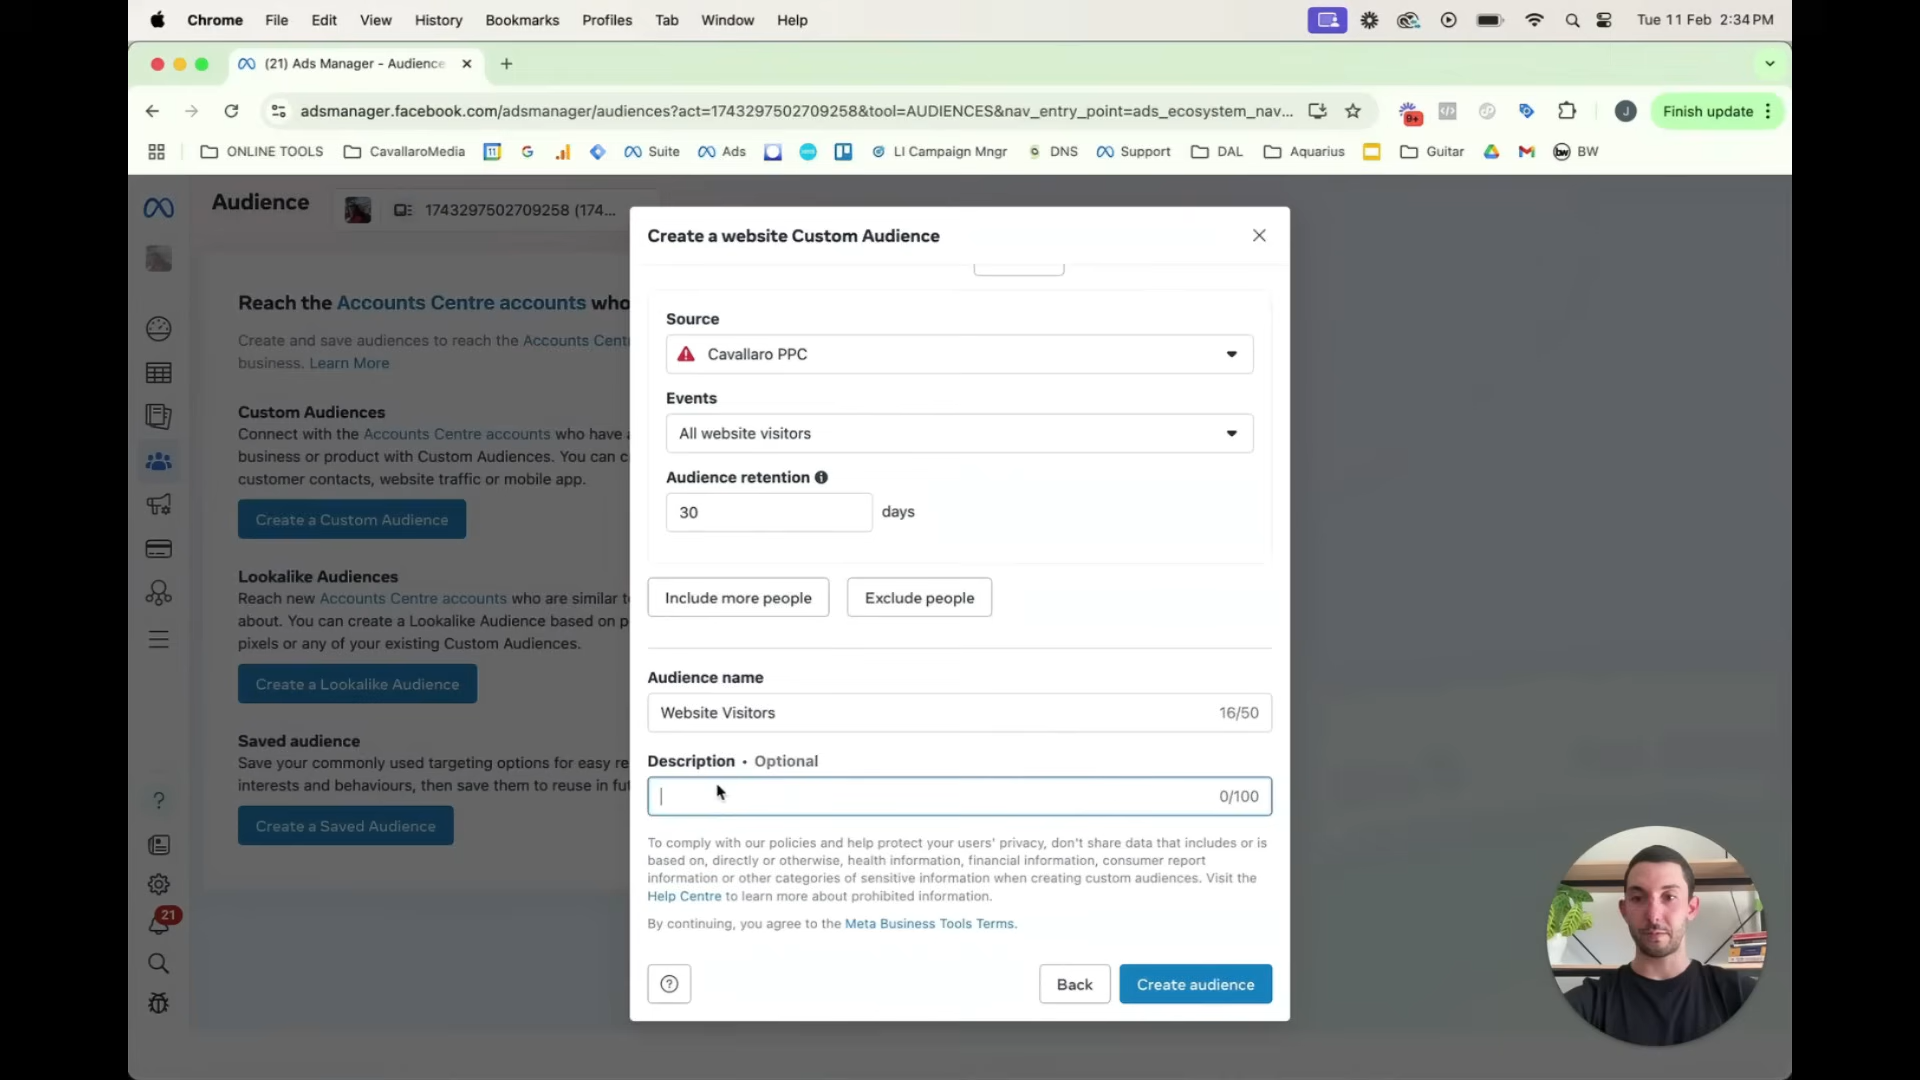 Chrome File Edit View History Bookmarks Profiles Tab Window Help Tue 11 Feb 2:34 PM
(21) Ads Manager - Audience
adsmanager.facebook.com/adsmanager/audiences?act=1743297502709258&tool=AUDIENCES&nav_entry_point=ads_ecosystem_nav... 9+ J Finish update
ONLINE TOOLS CavallaroMedia Suite Ads LI Campaign Mngr DNS Support DAL Aquarius Guitar BW
Audience 1743297502709258 (174...
Create a website Custom Audience
Reach the Accounts Centre accounts who
Create and save audiences to reach the Accounts Cent
business. Learn More
Custom Audiences
Connect with the Accounts Centre accounts who have
business or product with Custom Audiences. You can c
customer contacts, website traffic or mobile app.
Create a Custom Audience
Lookalike Audiences
Reach new Accounts Centre accounts who are similar t
about. You can create a Lookalike Audience based on p
pixels or any of your existing Custom Audiences.
Create a Lookalike Audience
Saved audience
Save your commonly used targeting options for easy re
interests and behaviours, then save them to reuse in fu
Create a Saved Audience
21
Source
Cavallaro PPC
Events
All website visitors
Audience retention
30 days
Include more people Exclude people
Audience name
Website Visitors 16/50
Description • Optional
0/100
To comply with our policies and help protect your users' privacy, don't share data that includes or is
based on, directly or otherwise, health information, financial information, consumer report
information or other categories of sensitive information when creating custom audiences. Visit the
Help Centre to learn more about prohibited information.
By continuing, you agree to the Meta Business Tools Terms.
Back Create audience